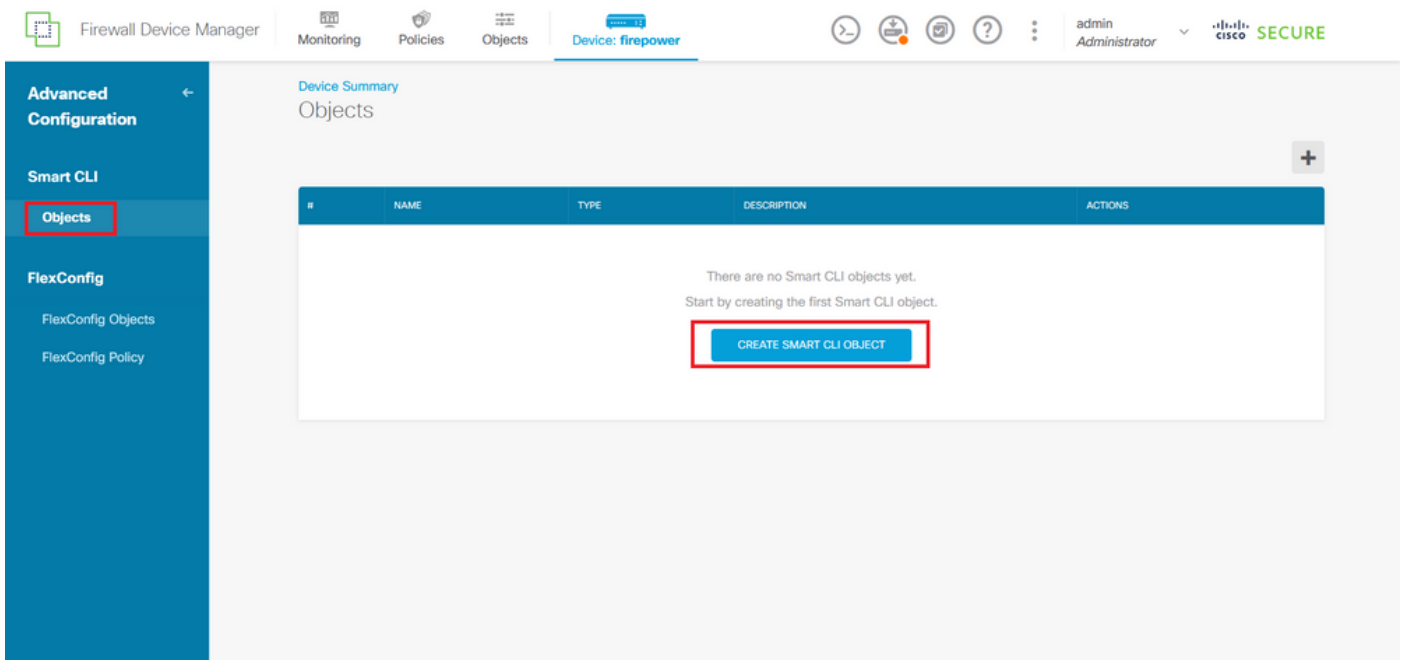 Firewall Device Manager
Monitoring
Policies
Objects
Device: firepower
admin
Administrator
cisco SECURE
Advanced
Configuration
Smart CLI
Objects
FlexConfig
FlexConfig Objects
FlexConfig Policy
Device Summary
Objects
# NAME TYPE DESCRIPTION ACTIONS
There are no Smart CLI objects yet.
Start by creating the first Smart CLI object.
CREATE SMART CLI OBJECT